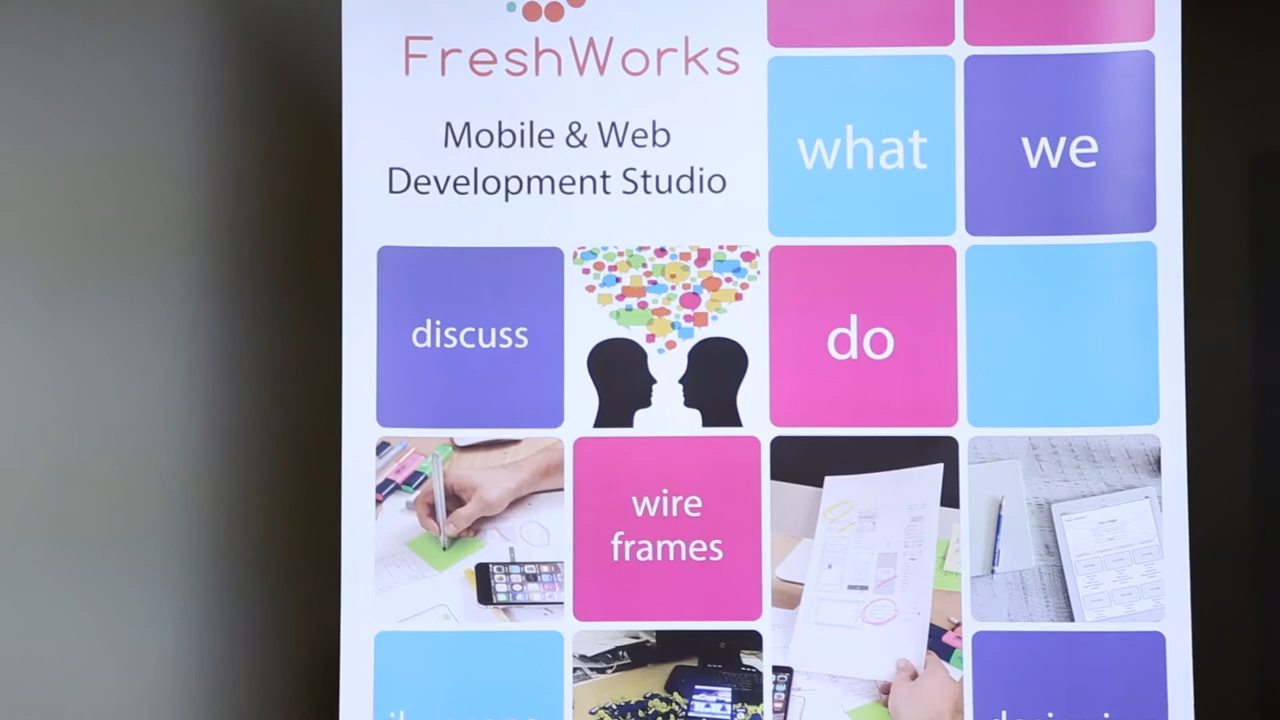 FreshWorks
Mobile & Web
Development Studio
what
we
discuss
do
wire
frames